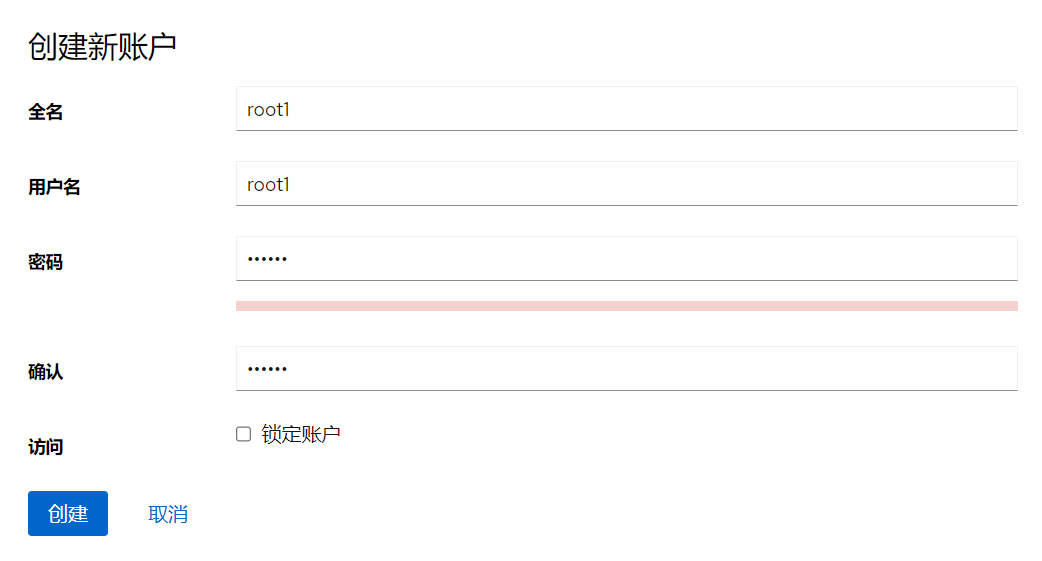 创建新账户
全名 root1
用户名 root1
密码 ••••••
确认 ••••••
访问 锁定账户
创建 取消